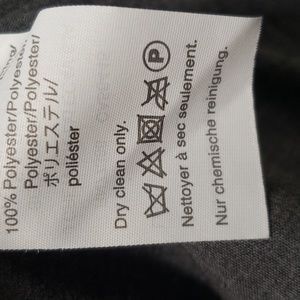 100% Polyester/Polyester/
Polyester/Polyester/
ポリエステル/
poliéster
Dry clean only.
P
Nettoyer à sec seulement.
Nur chemische reinigung.